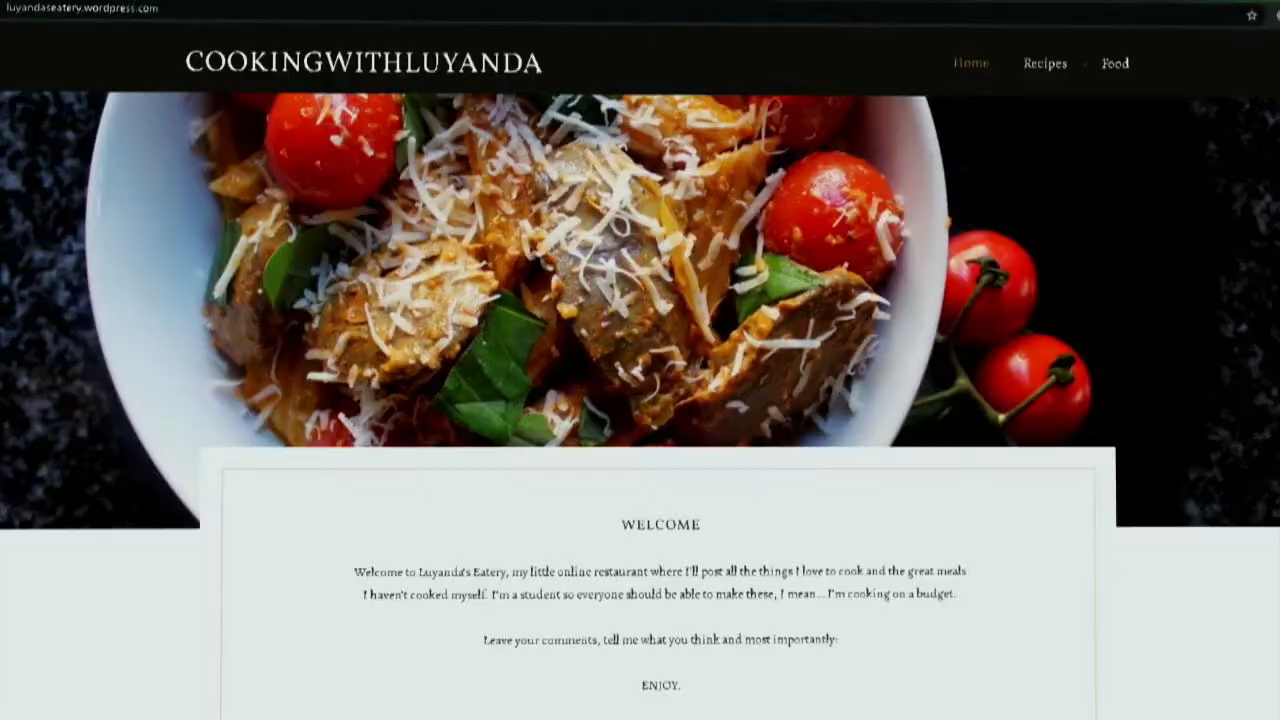 luyandaseatery.wordpress.com
COOKINGWITHLUYANDA
Home Recipes Food
WELCOME
Welcome to Luyanda's Eatery, my little online restaurant where I'll post all the things I love to cook and the great meals
I haven't cooked myself. I'm a student so everyone should be able to make these, I mean... I'm cooking on a budget.
Leave your comments, tell me what you think and most importantly:
ENJOY.